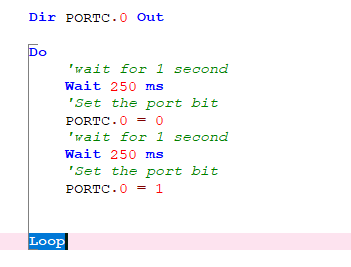 Dir PORTC.0 Out
Do
'wait for 1 second
Wait 250 ms
'Set the port bit
PORTC.0 = 0
'wait for 1 second
Wait 250 ms
'Set the port bit
PORTC.0 = 1
Loop